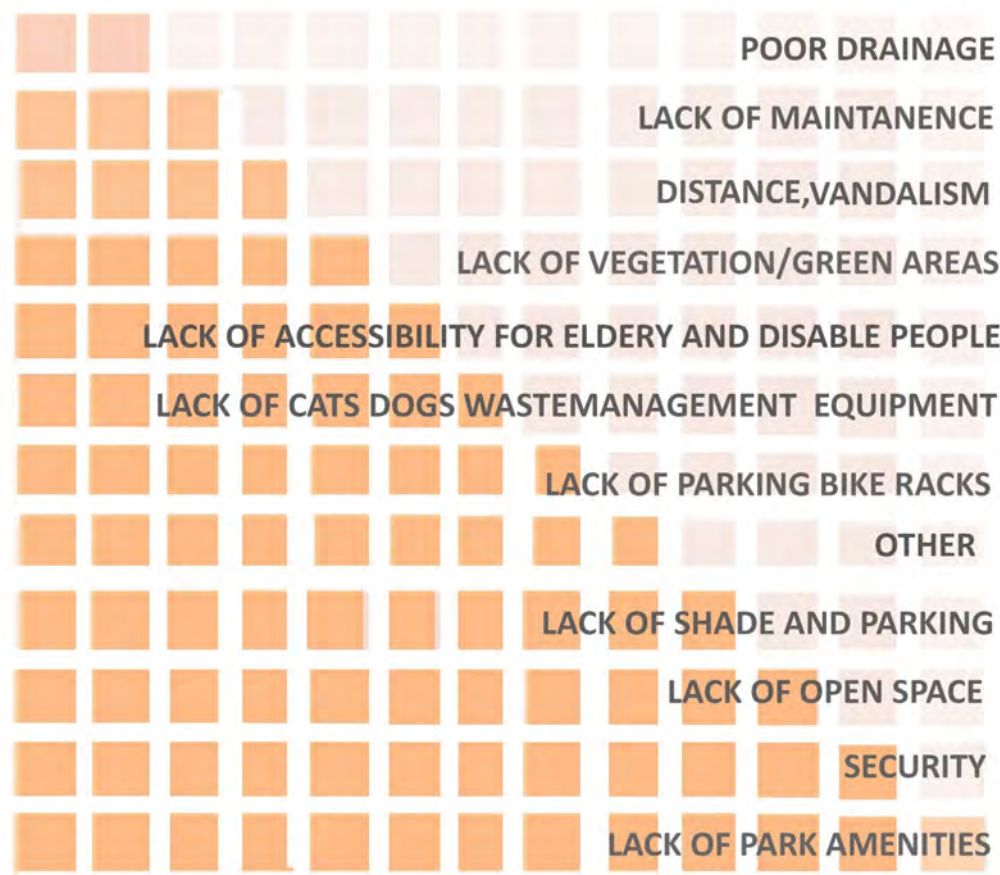 POOR DRAINAGE
LACK OF MAINTANENCE
DISTANCE,VANDALISM
LACK OF VEGETATION/GREEN AREAS
LACK OF ACCESSIBILITY FOR ELDERY AND DISABLE PEOPLE
LACK OF CATS DOGS WASTEMANAGEMENT EQUIPMENT
LACK OF PARKING BIKE RACKS
OTHER
LACK OF SHADE AND PARKING
LACK OF OPEN SPACE
SECURITY
LACK OF PARK AMENITIES